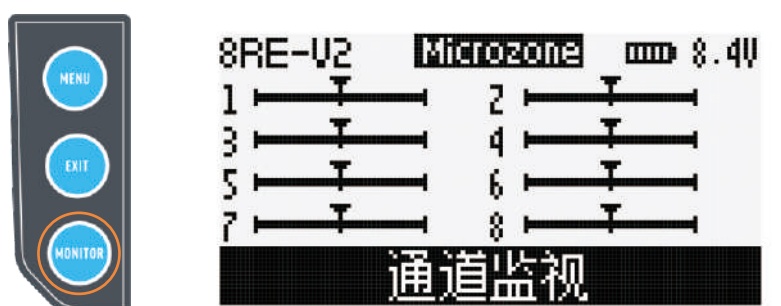 MENU
EXIT
MONITOR
8RE-V2 Microzone 8.4V
1 2
3 4
5 6
7 8
通道监视